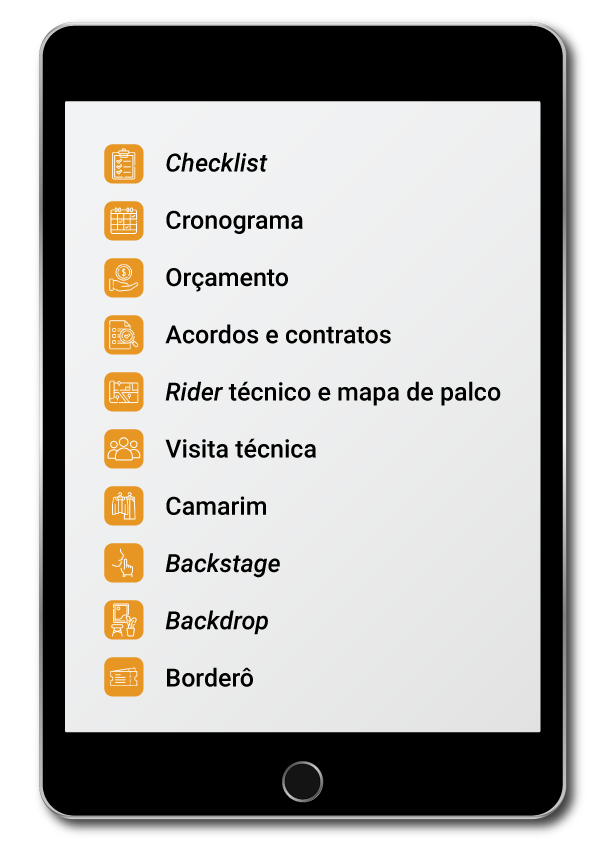 Checklist
Cronograma
Orçamento
Acordos e contratos
Rider técnico e mapa de palco
Visita técnica
Camarim
Backstage
Backdrop
Borderô